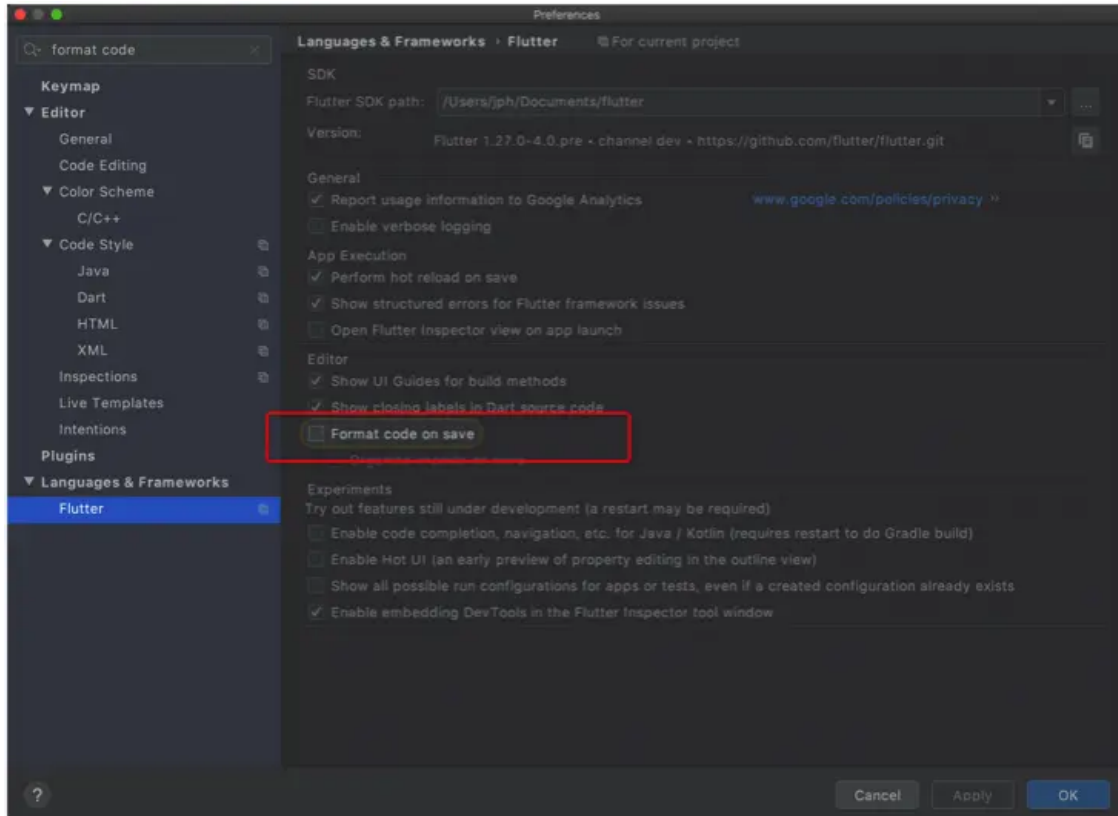 Preferences
format code
Keymap
Editor
General
Code Editing
Color Scheme
C/C++
Code Style
Java
Dart
HTML
XML
Inspections
Live Templates
Intentions
Plugins
Languages & Frameworks
Flutter
Languages & Frameworks › Flutter For current project
SDK
Flutter SDK path: /Users/jph/Documents/flutter ...
Version: Flutter 1.27.0-4.0.pre • channel dev • https://github.com/flutter/flutter.git
General
Report usage information to Google Analytics www.google.com/policies/privacy
Enable verbose logging
App Execution
Perform hot reload on save
Show structured errors for Flutter framework issues
Open Flutter Inspector view on app launch
Editor
Show UI Guides for build methods
Show closing labels in Dart source code
Format code on save
Experiments
Try out features still under development (a restart may be required)
Enable code completion, navigation, etc. for Java / Kotlin (requires restart to do Gradle build)
Enable Hot UI (an early preview of property editing in the outline view)
Show all possible run configurations for apps or tests, even if a created configuration already exists
Enable embedding DevTools in the Flutter Inspector tool window
?
Cancel Apply OK